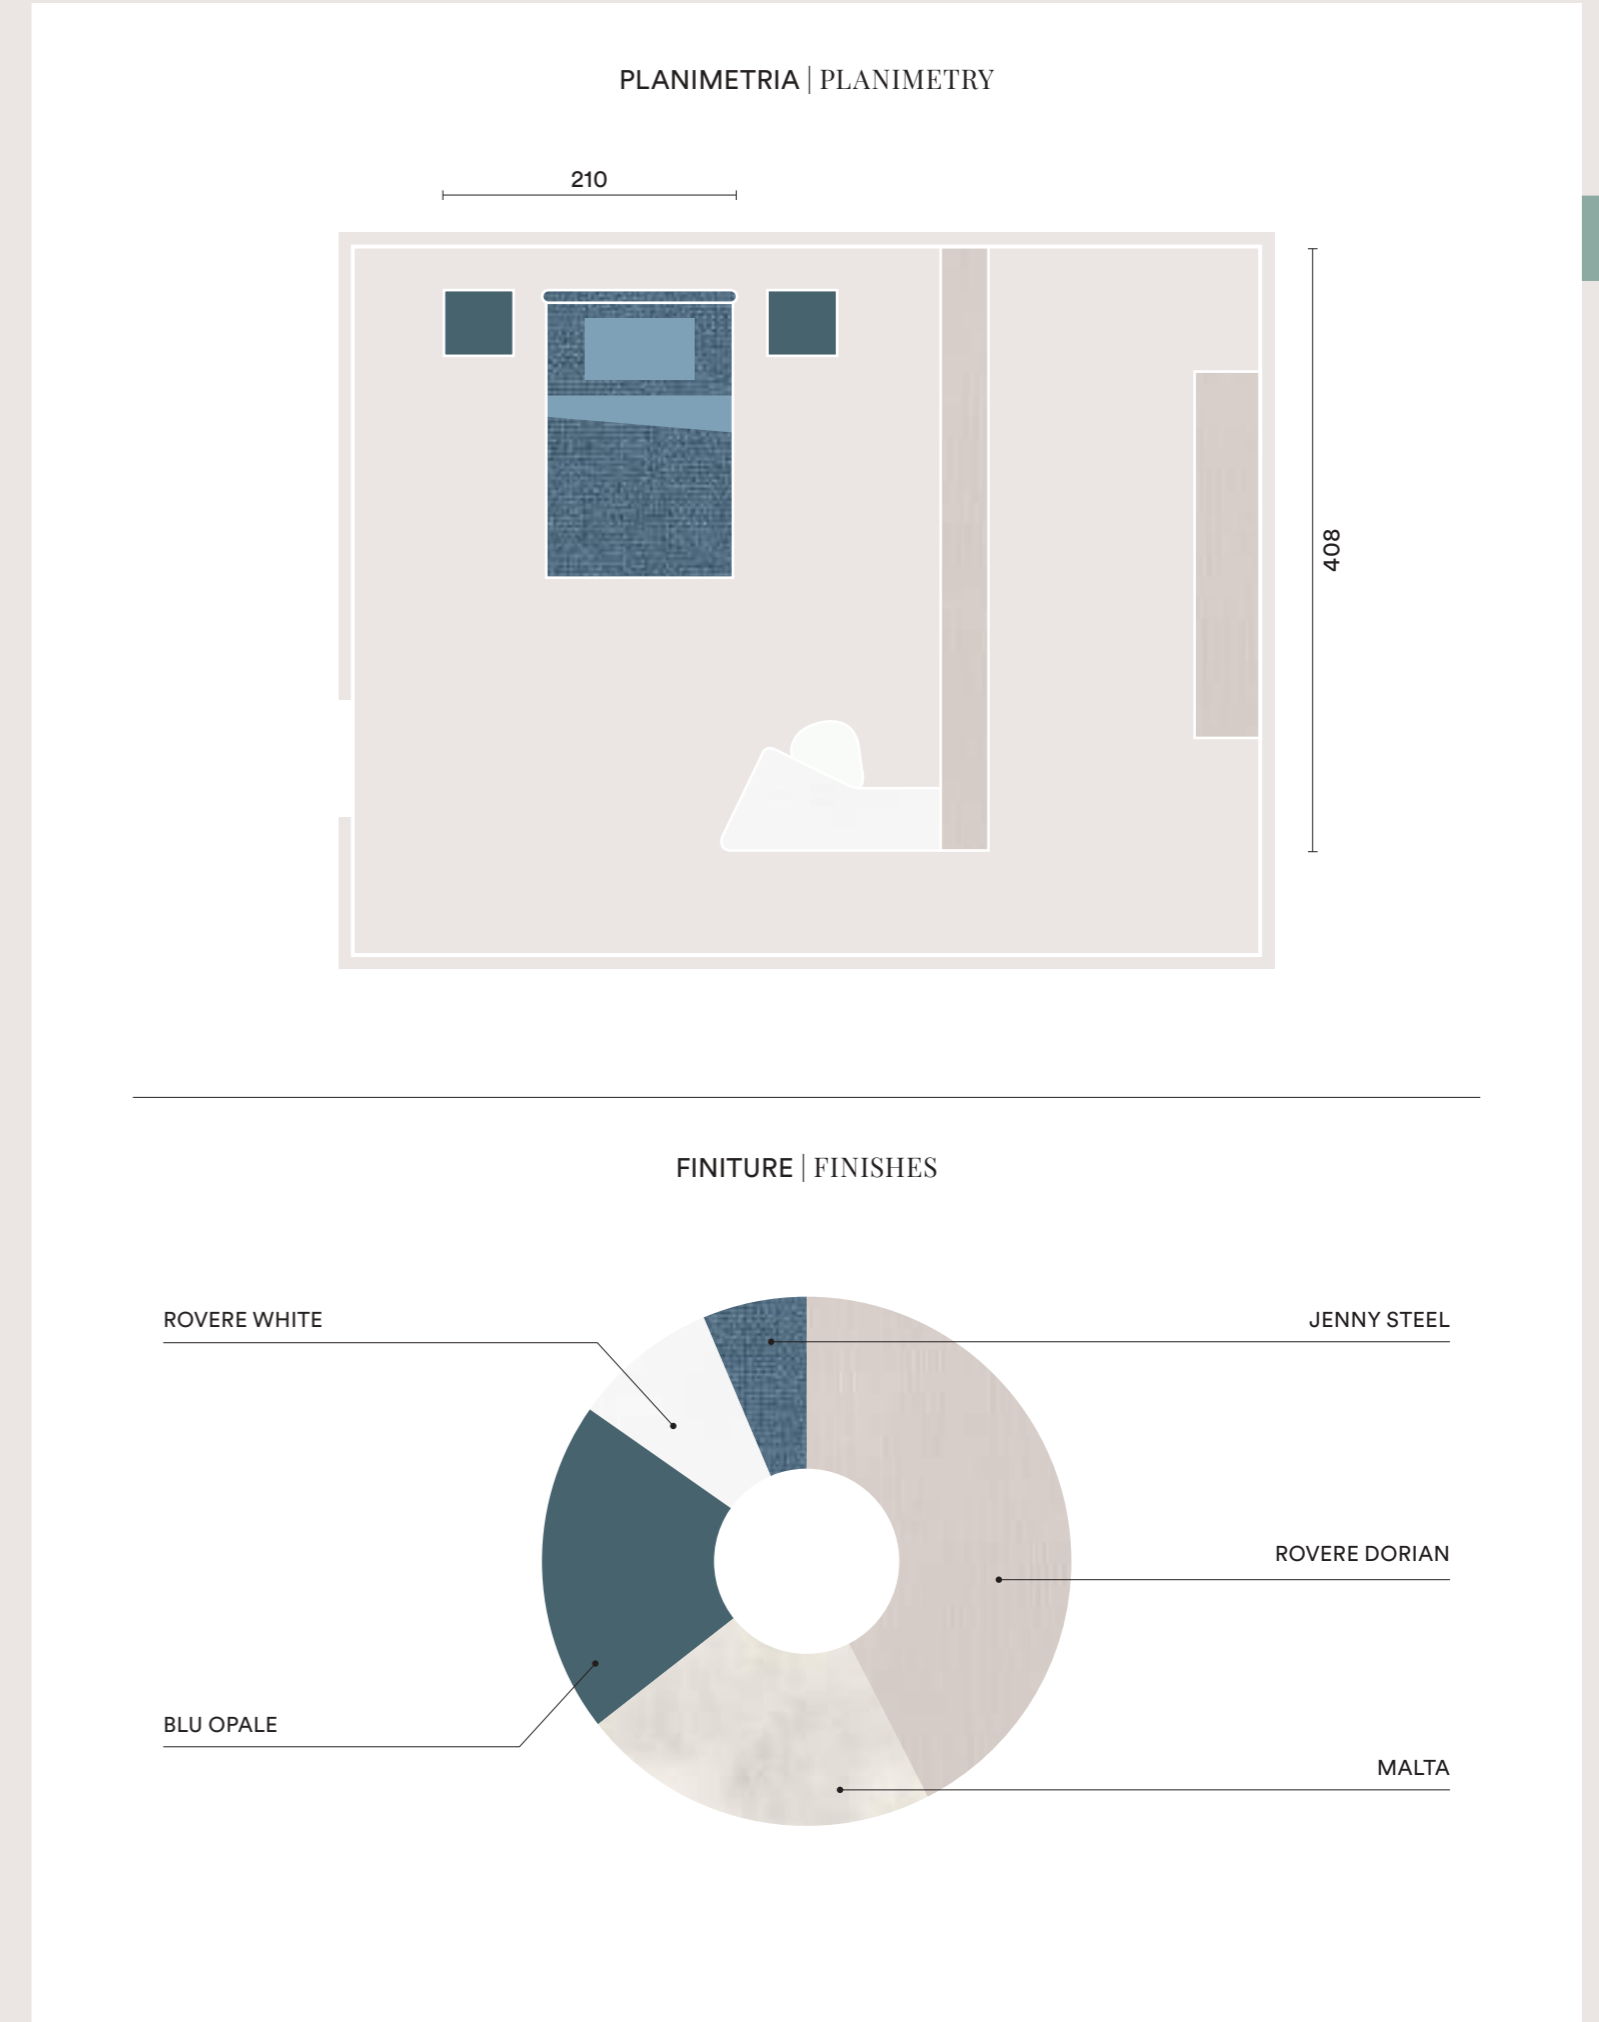 PLANIMETRIA | PLANIMETRY
210
408
FINITURE | FINISHES
ROVERE WHITE
JENNY STEEL
ROVERE DORIAN
BLU OPALE
MALTA